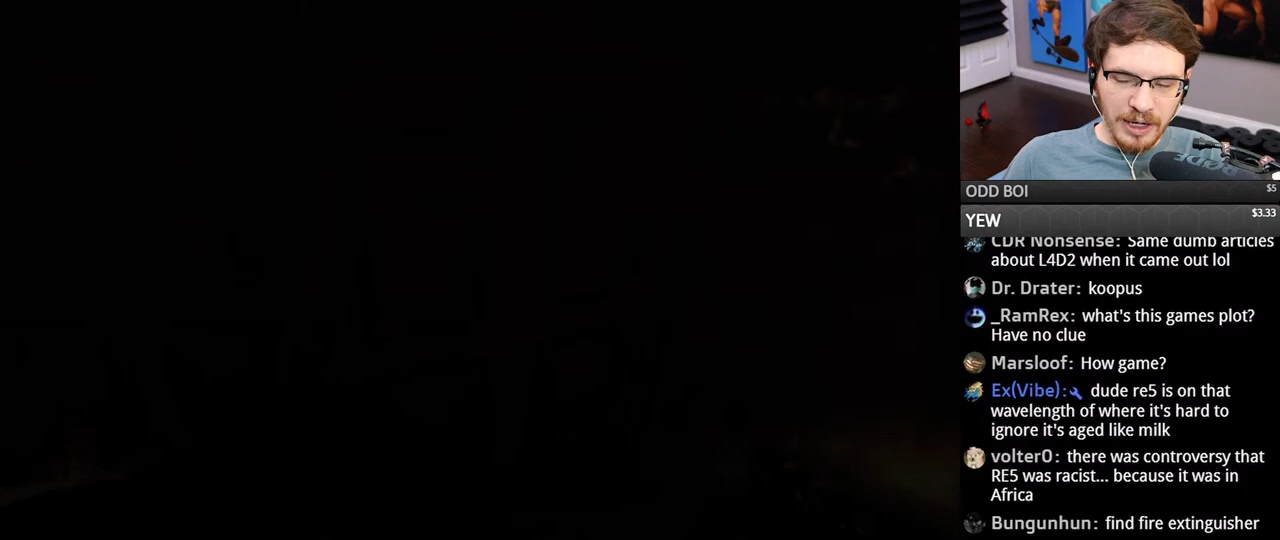 RØDE
ODD BOI $5
YEW $3.33
CDR Nonsense: Same dumb articles
about L4D2 when it came out lol
Dr. Drater: koopus
_RamRex: what's this games plot?
Have no clue
Marsloof: How game?
Ex(Vibe): dude re5 is on that
wavelength of where it's hard to
ignore it's aged like milk
volter0: there was controversy that
RE5 was racist... because it was in
Africa
Bungunhun: find fire extinguisher